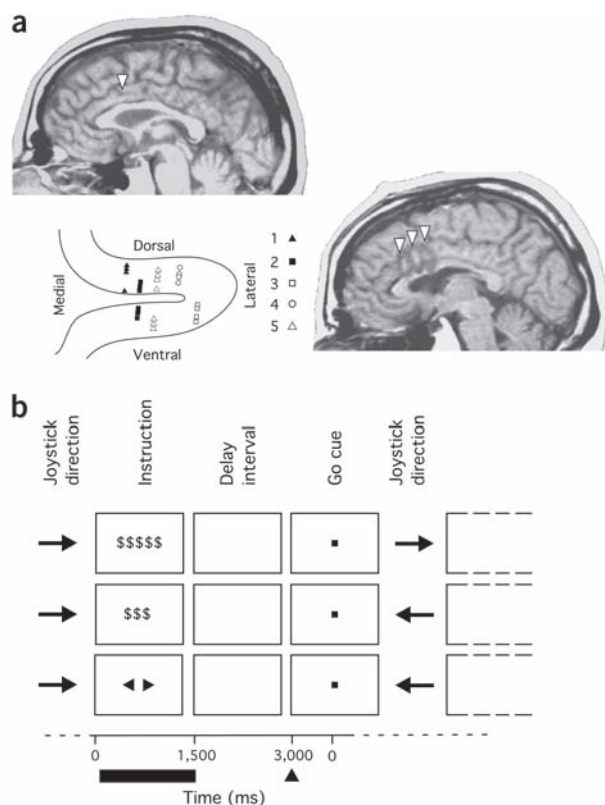 a
Dorsal
Medial
Lateral
Ventral
1 ▲
2 ■
3 □
4 ○
5 △
b
Joystick direction
Instruction
Delay interval
Go cue
Joystick direction
$$$$$
$$$
0 1,500 3,000 0
Time (ms)